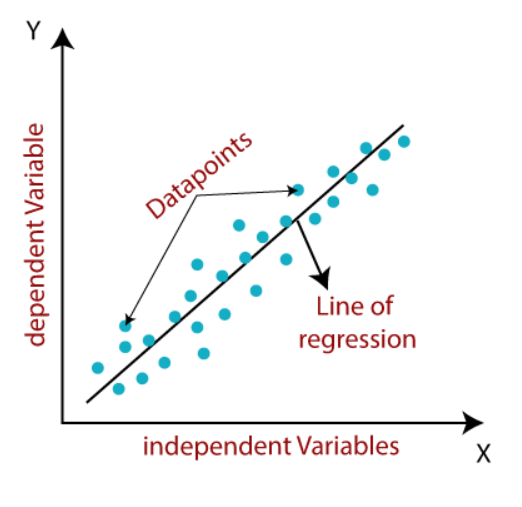 Y
dependent Variable
Datapoints
Line of
regression
independent Variables
X